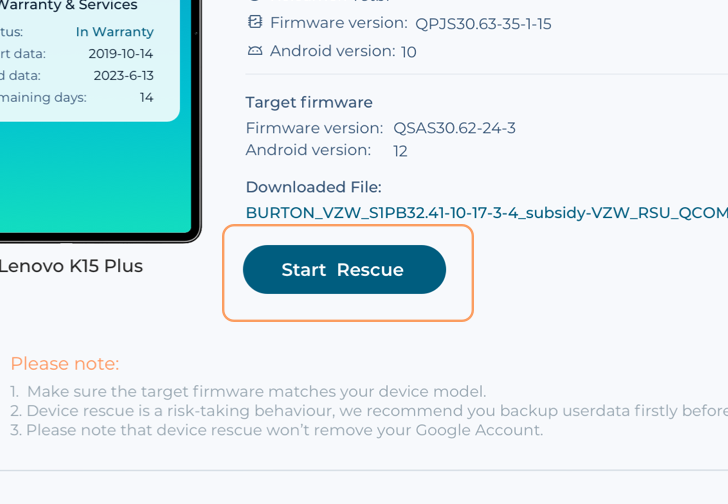 Warranty & Services
tus: In Warranty
rt data: 2019-10-14
d data: 2023-6-13
maining days: 14
Lenovo K15 Plus
Firmware version: QPJS30.63-35-1-15
Android version: 10
Target firmware
Firmware version: QSAS30.62-24-3
Android version: 12
Downloaded File:
BURTON_VZW_S1PB32.41-10-17-3-4_subsidy-VZW_RSU_QCOM
Start Rescue
Please note:
1. Make sure the target firmware matches your device model.
2. Device rescue is a risk-taking behaviour, we recommend you backup userdata firstly before
3. Please note that device rescue won’t remove your Google Account.